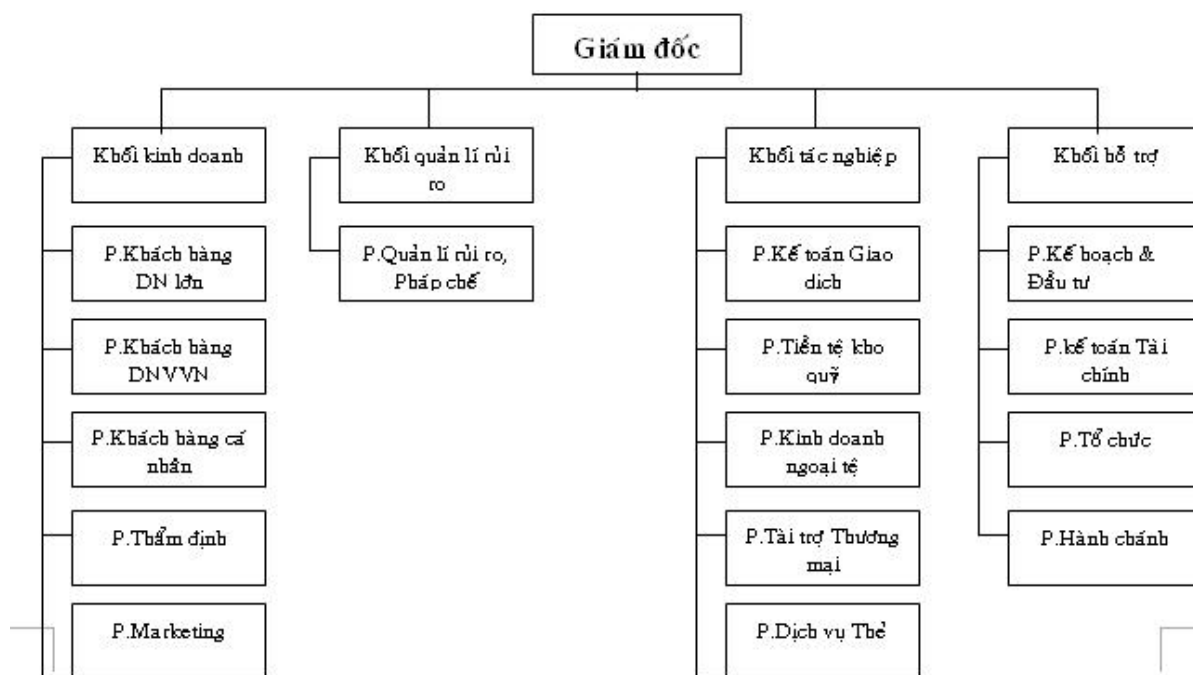 Giám đốc
Khối kinh doanh
Khối quản lí rủi
ro
Khối tác nghiệp
Khối hỗ trợ
P.Khách hàng
DN lớn
P.Quản lí rủi ro,
Pháp chế
P.Kế toán Giao
dich
P.Kế hoạch &
Đầu tư
P.Khách hàng
DNVVN
P.Tiền tệ kho
quỹ
P.kế toán Tài
chính
P.Khách hàng cá
nhân
P.Kinh doanh
ngoại tệ
P.Tổ chức
P.Thẩm định
P.Tài trợ Thương
mại
P.Hành chánh
P.Marketing
P.Dịch vụ Thẻ